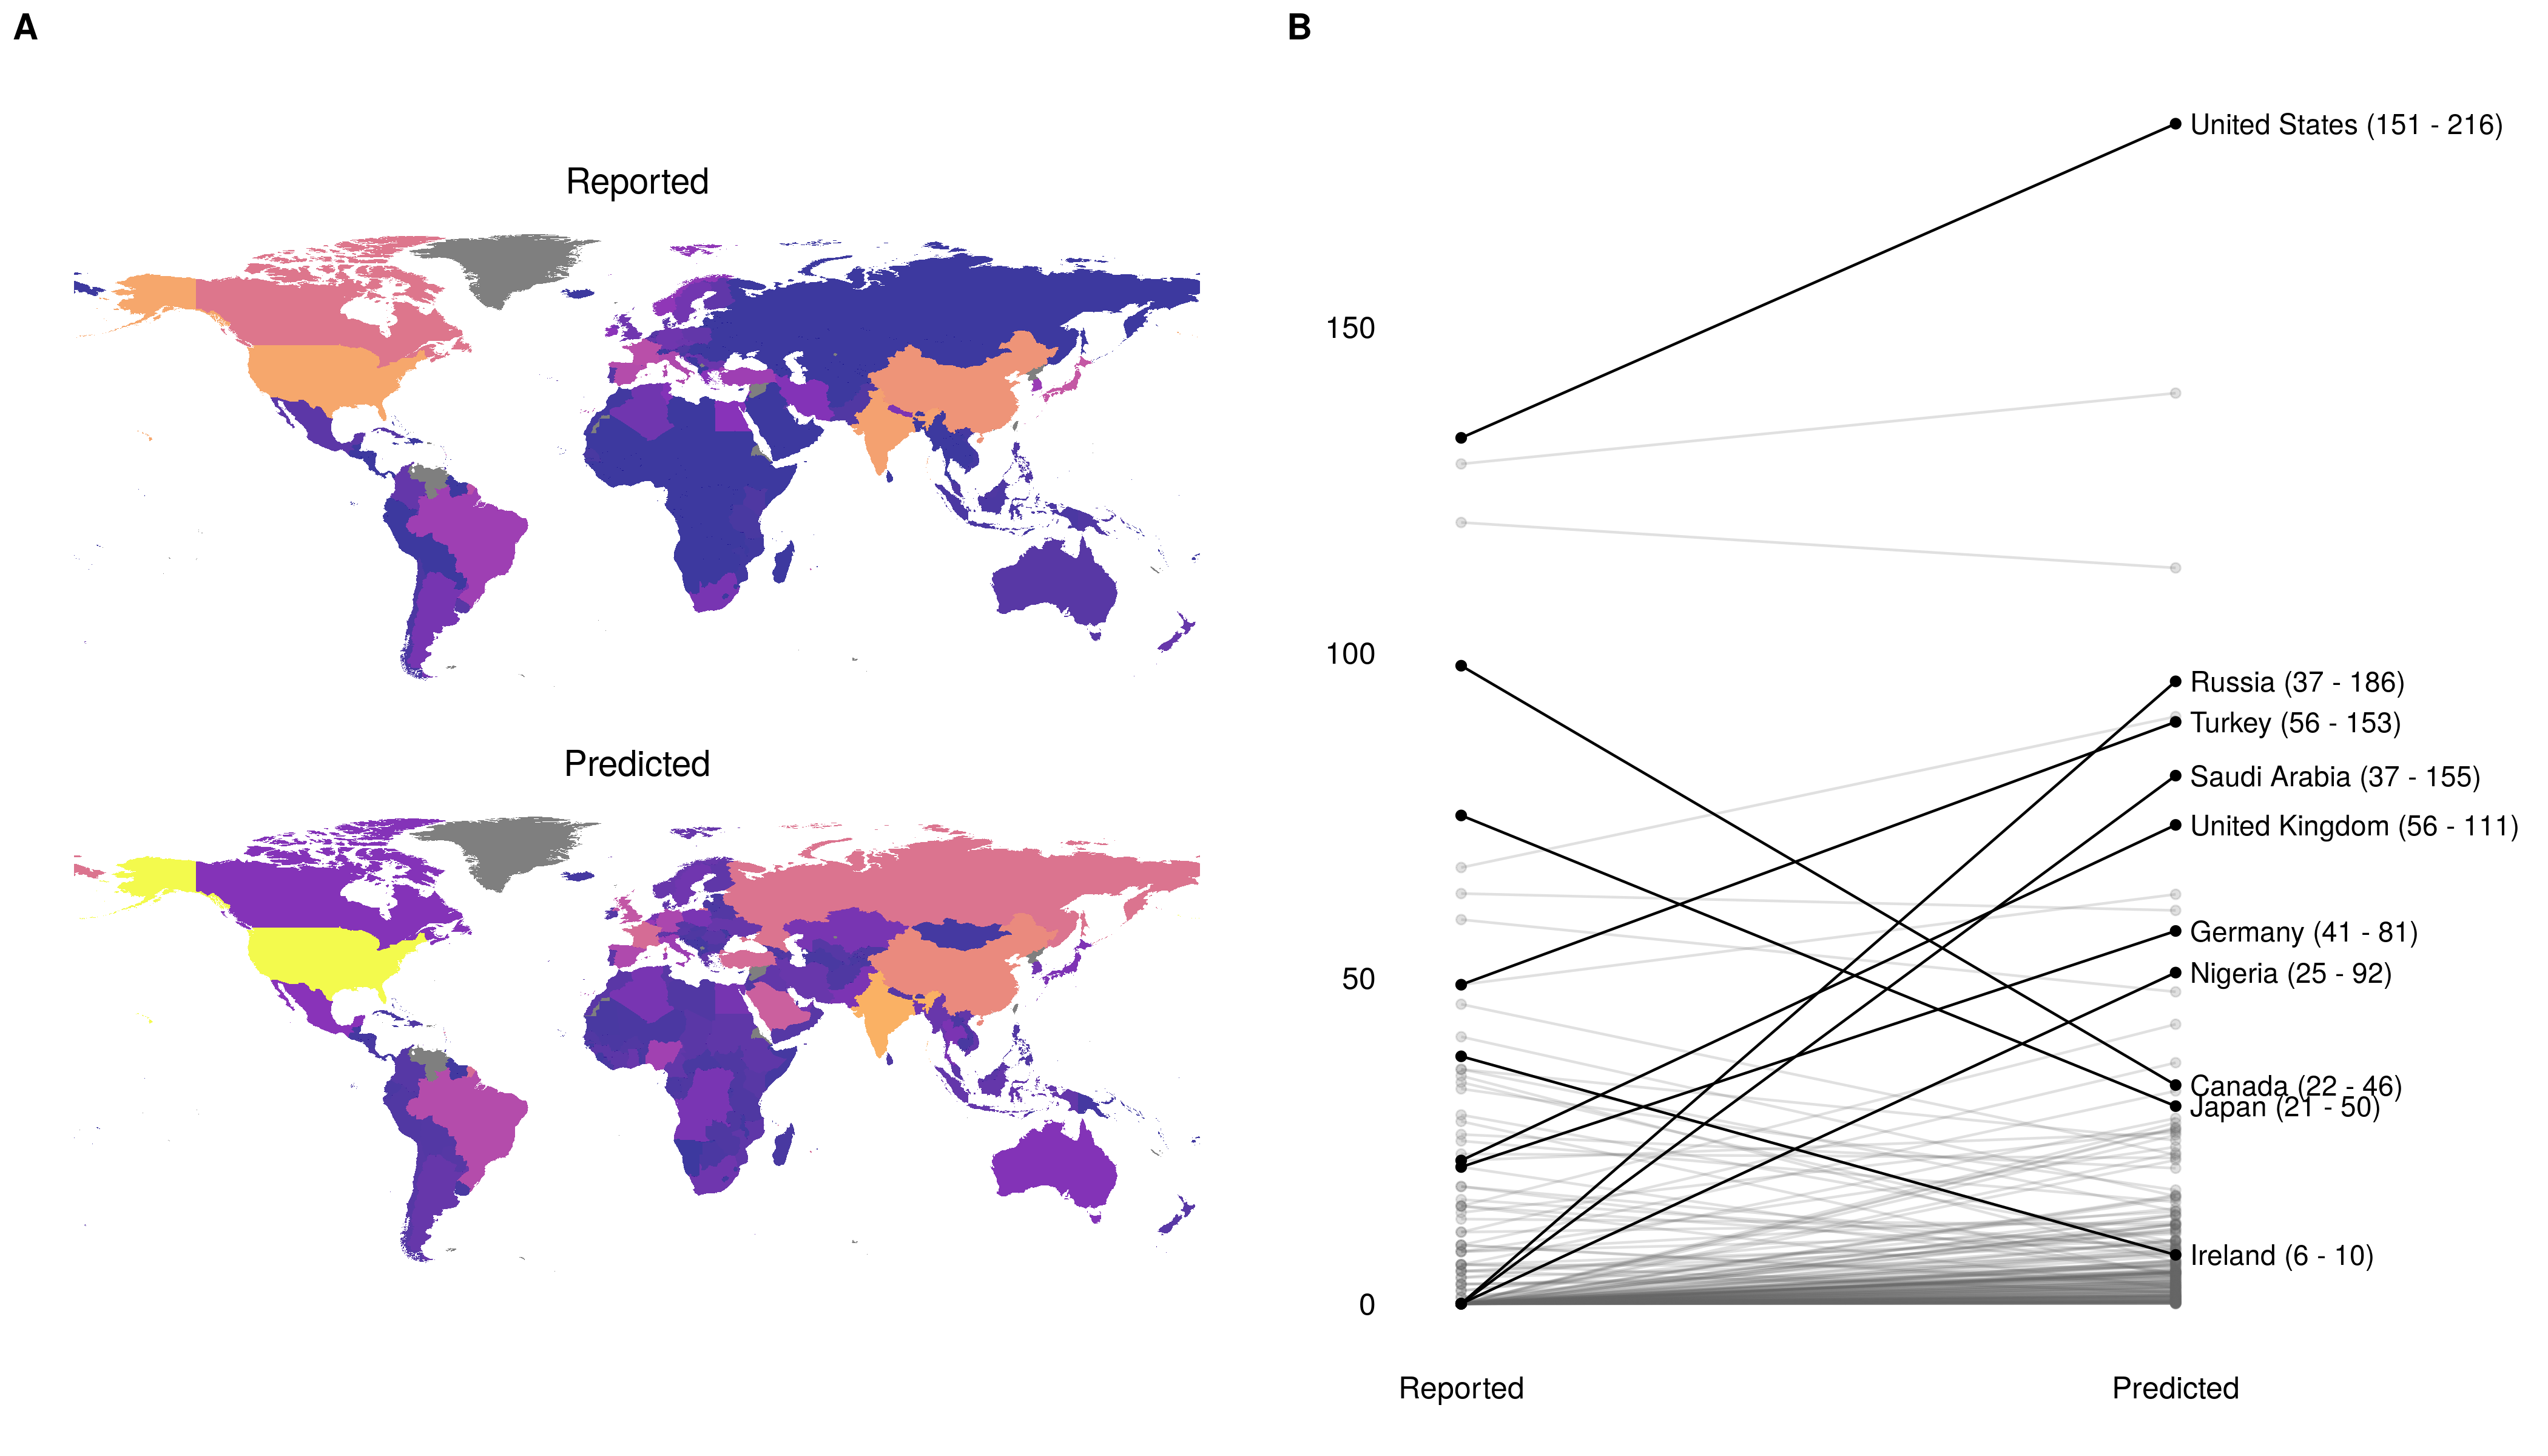 A
B
Reported
Predicted
150
100
50
0
United States (151 - 216)
Russia (37 - 186)
Turkey (56 - 153)
Saudi Arabia (37 - 155)
United Kingdom (56 - 111)
Germany (41 - 81)
Nigeria (25 - 92)
Canada (22 - 46)
Japan (21 - 50)
Ireland (6 - 10)
Reported
Predicted